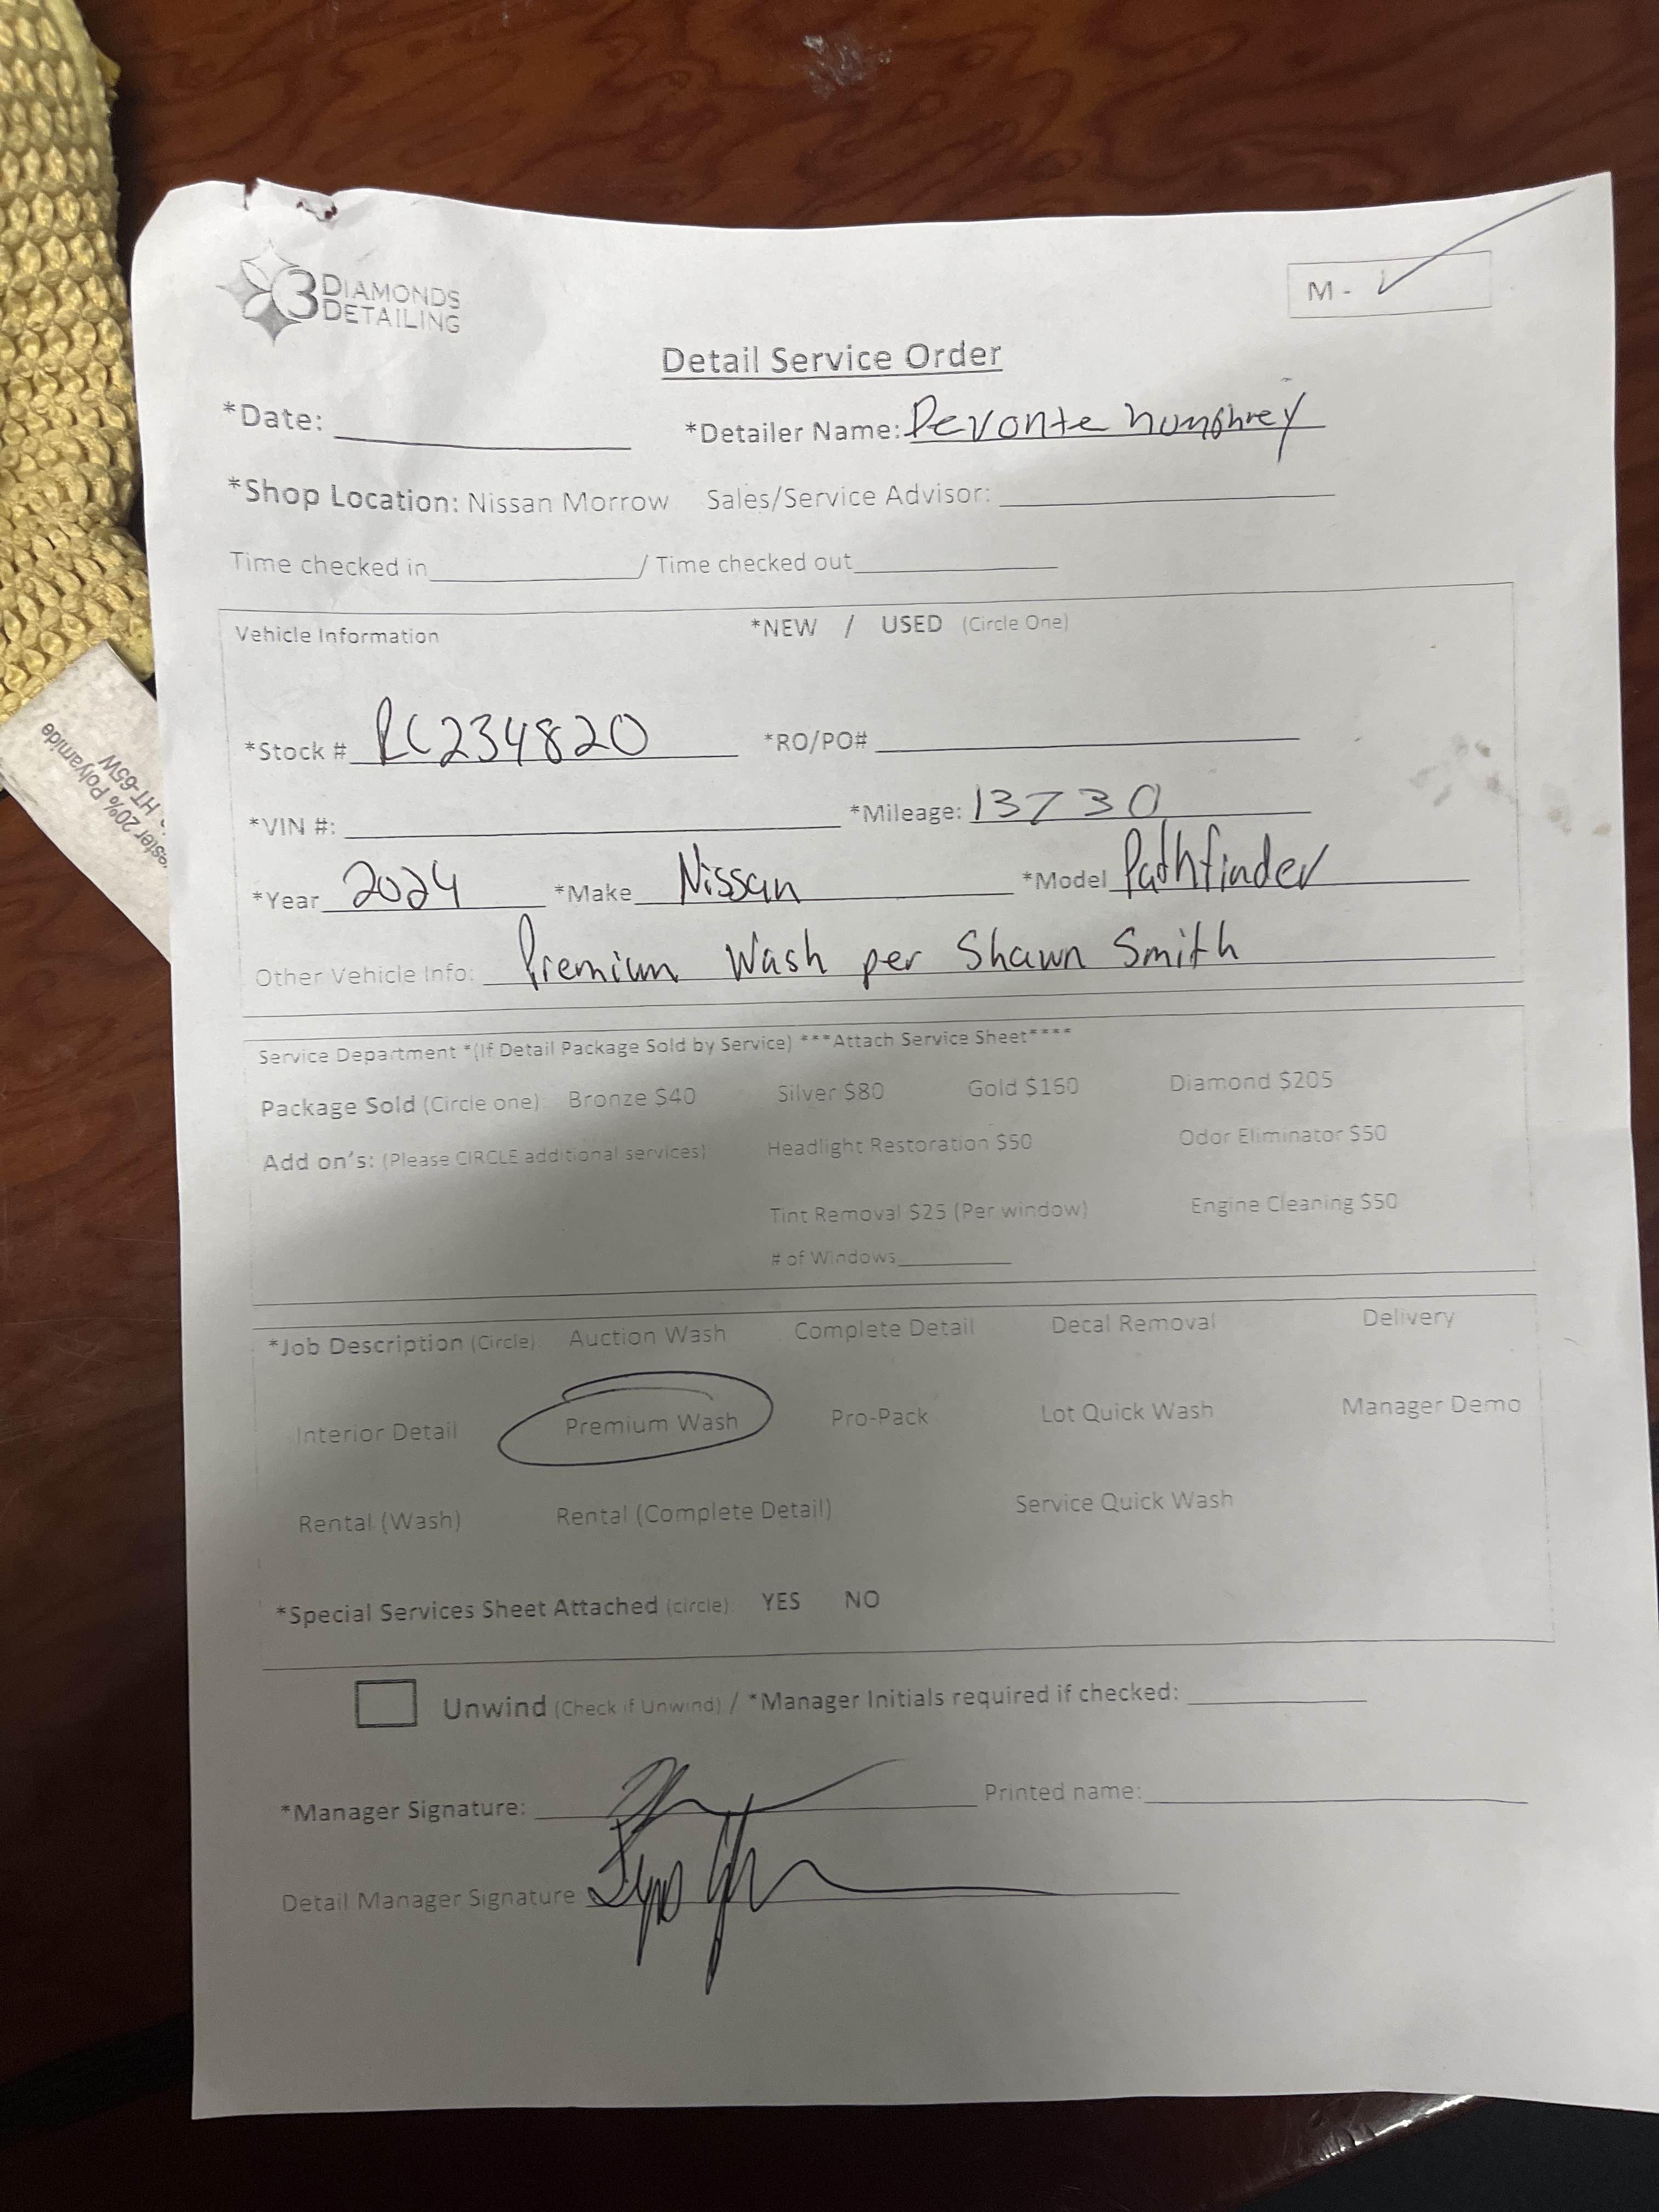 3 DIAMONDS DETAILING
M - ✓
Detail Service Order
*Date: *Detailer Name: Devonte humphrey
*Shop Location: Nissan Morrow Sales/Service Advisor:
Time checked in / Time checked out
Vehicle Information *NEW / USED (Circle One)
*Stock # RC234820 *RO/PO#
*VIN #: *Mileage: 13730
*Year 2024 *Make Nissan *Model Pathfinder
Other Vehicle Info: Premium Wash per Shawn Smith
Service Department *(If Detail Package Sold by Service) ***Attach Service Sheet****
Package Sold (Circle one) Bronze $40 Silver $80 Gold $160 Diamond $205
Add on's: (Please CIRCLE additional services) Headlight Restoration $50 Odor Eliminator $50
Tint Removal $25 (Per window) Engine Cleaning $50
# of Windows
*Job Description (Circle) Auction Wash Complete Detail Decal Removal Delivery
Interior Detail Premium Wash Pro-Pack Lot Quick Wash Manager Demo
Rental (Wash) Rental (Complete Detail) Service Quick Wash
*Special Services Sheet Attached (circle) YES NO
Unwind (Check if Unwind) / *Manager Initials required if checked:
*Manager Signature: Printed name:
Detail Manager Signature
20% Polyamide
HT-65W